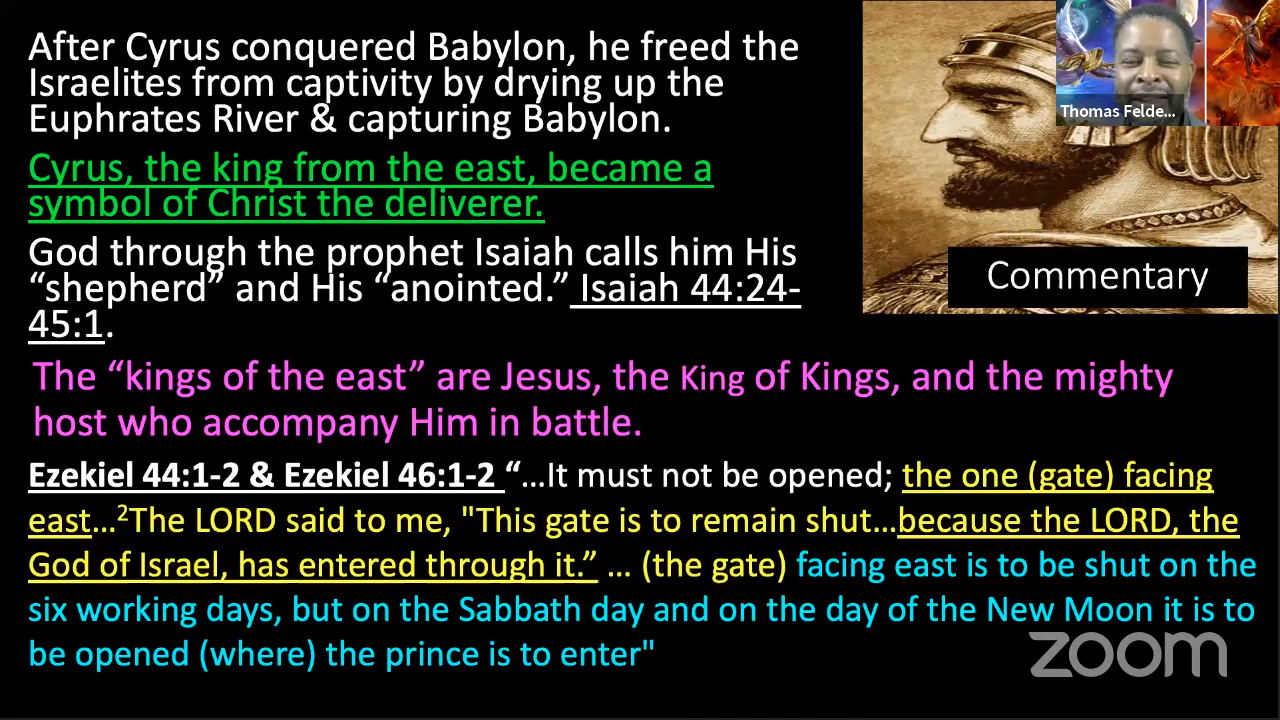 After Cyrus conquered Babylon, he freed the
Israelites from captivity by drying up the
Euphrates River & capturing Babylon.
Cyrus, the king from the east, became a
symbol of Christ the deliverer.
God through the prophet Isaiah calls him His
“shepherd” and His “anointed.” Isaiah 44:24-
45:1.
Thomas Felde...
Commentary
The “kings of the east” are Jesus, the King of Kings, and the mighty
host who accompany Him in battle.
Ezekiel 44:1-2 & Ezekiel 46:1-2 “…It must not be opened; the one (gate) facing
east…²The LORD said to me, "This gate is to remain shut…because the LORD, the
God of Israel, has entered through it.” … (the gate) facing east is to be shut on the
six working days, but on the Sabbath day and on the day of the New Moon it is to
be opened (where) the prince is to enter"
zoom